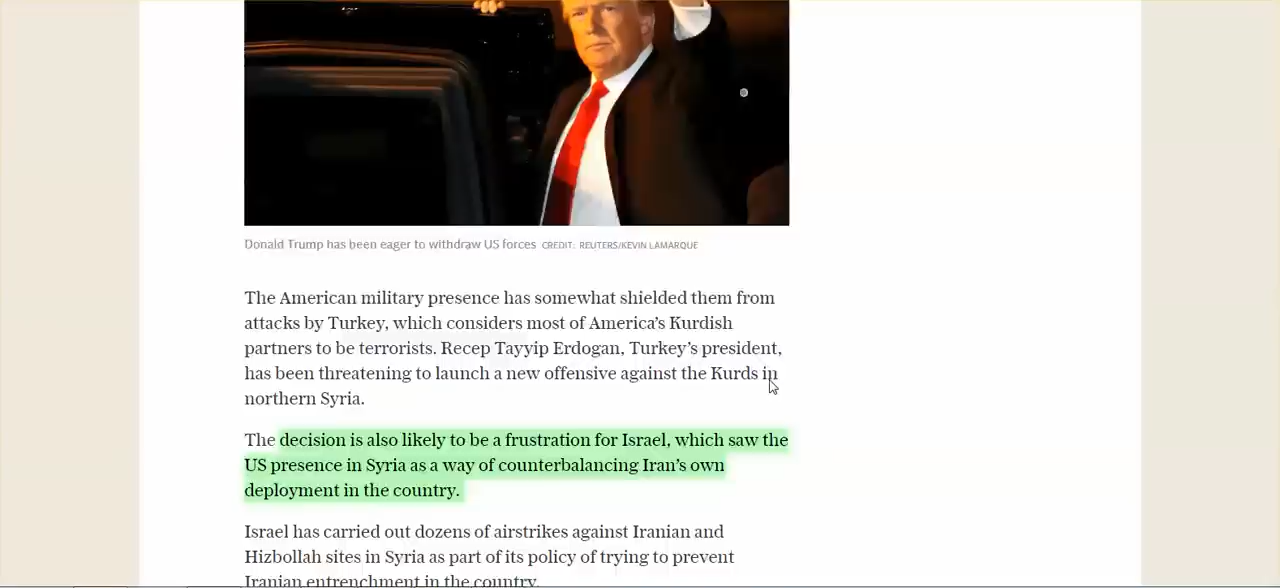 Donald Trump has been eager to withdraw US forces CREDIT: REUTERS/KEVIN LAMARQUE
The American military presence has somewhat shielded them from
attacks by Turkey, which considers most of America’s Kurdish
partners to be terrorists. Recep Tayyip Erdogan, Turkey’s president,
has been threatening to launch a new offensive against the Kurds in
northern Syria.
The decision is also likely to be a frustration for Israel, which saw the
US presence in Syria as a way of counterbalancing Iran’s own
deployment in the country.
Israel has carried out dozens of airstrikes against Iranian and
Hizbollah sites in Syria as part of its policy of trying to prevent
Iranian entrenchment in the country.